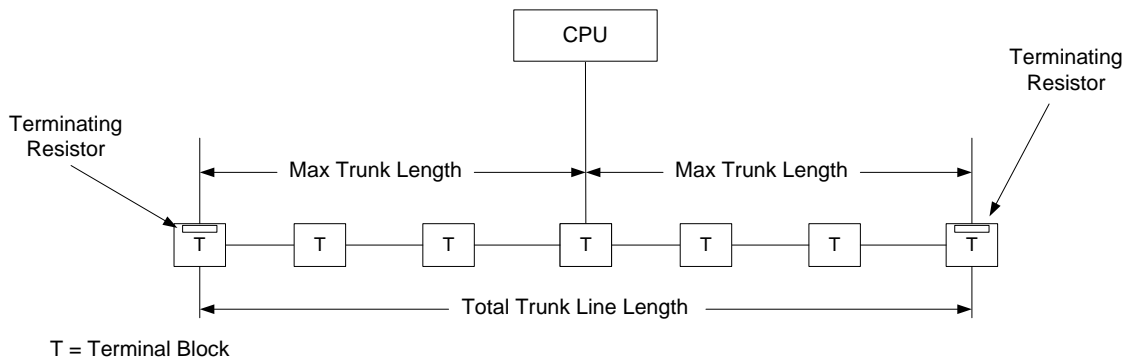 CPU
Terminating
Resistor
Terminating
Resistor
Max Trunk Length
Max Trunk Length
T
T
T
T
T
T
T
Total Trunk Line Length
T = Terminal Block